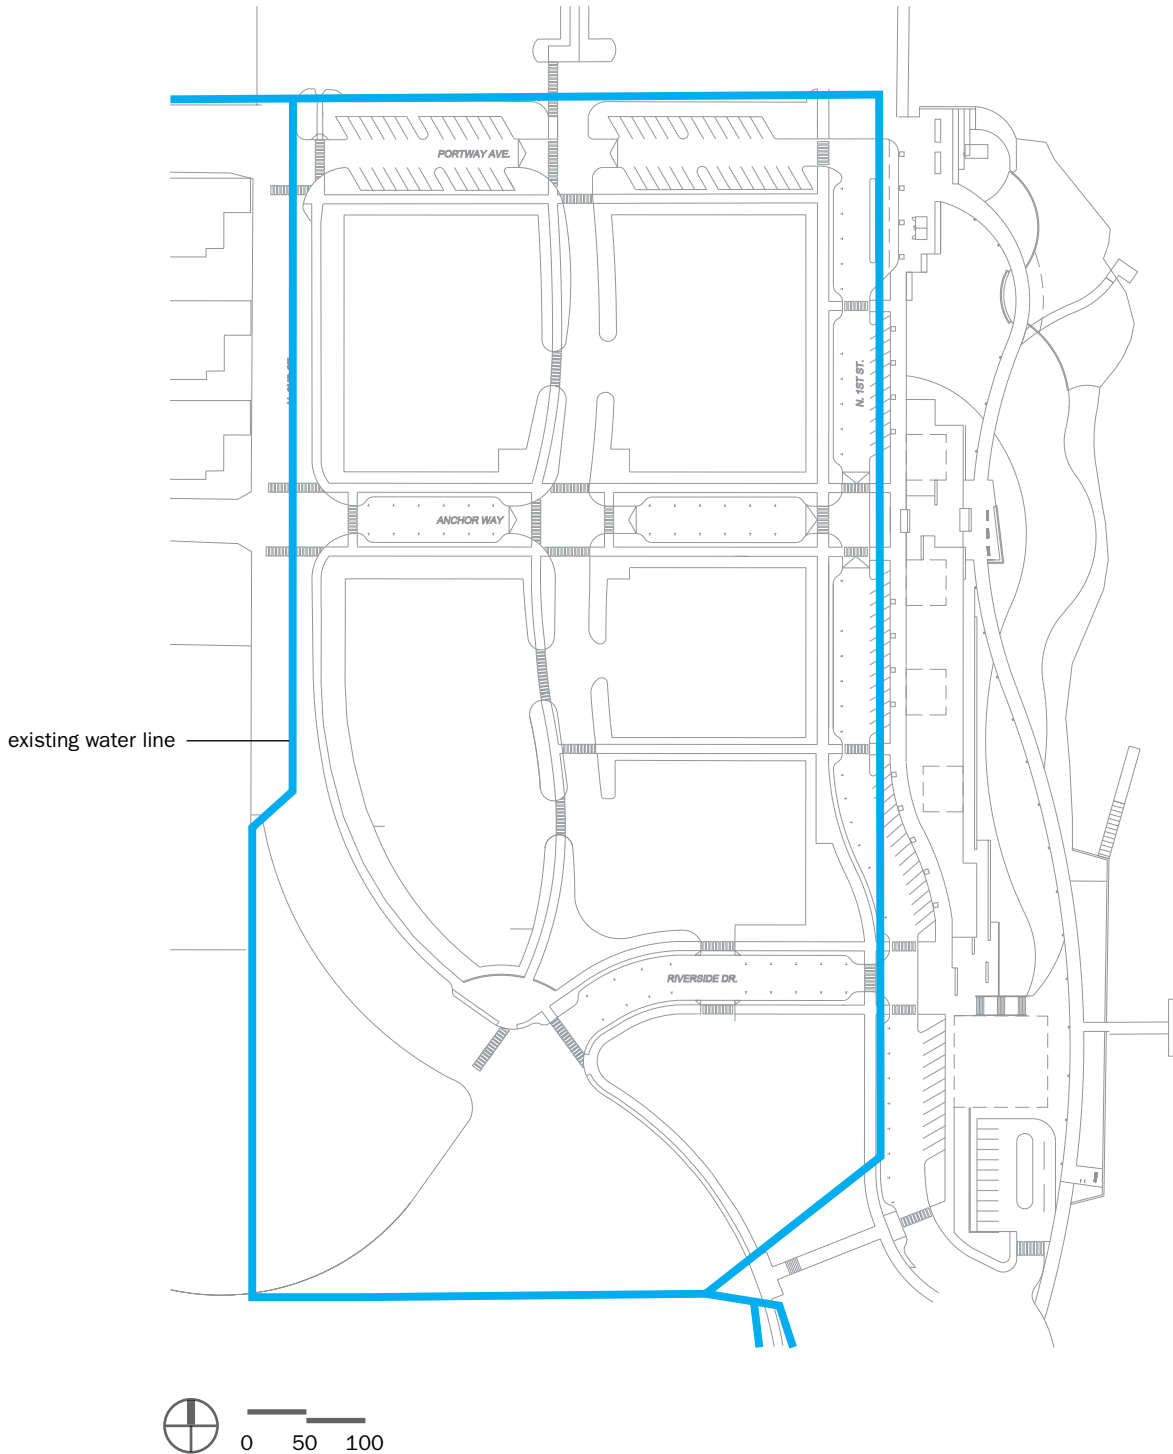 PORTWAY AVE.
N. 1ST ST.
ANCHOR WAY
existing water line
RIVERSIDE DR.
0 50 100